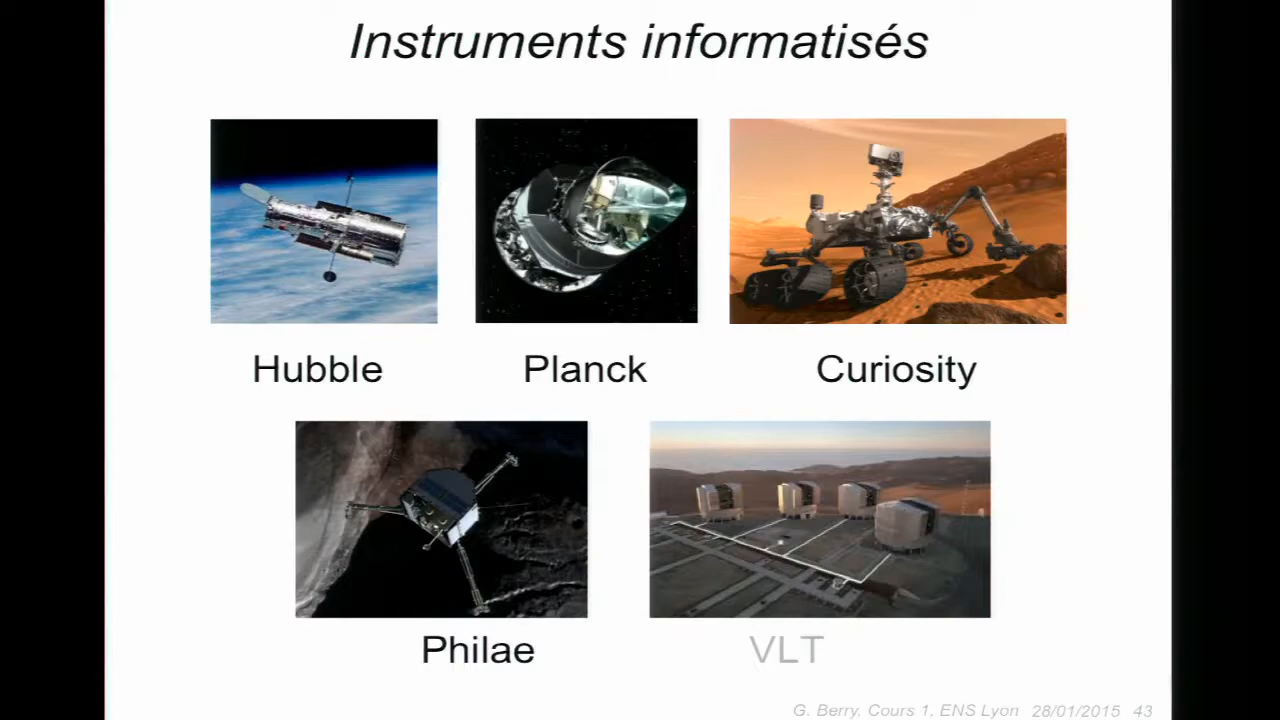 Instruments informatisés
Hubble
Planck
Curiosity
Philae
VLT
G. Berry, Cours 1, ENS Lyon 28/01/2015 43